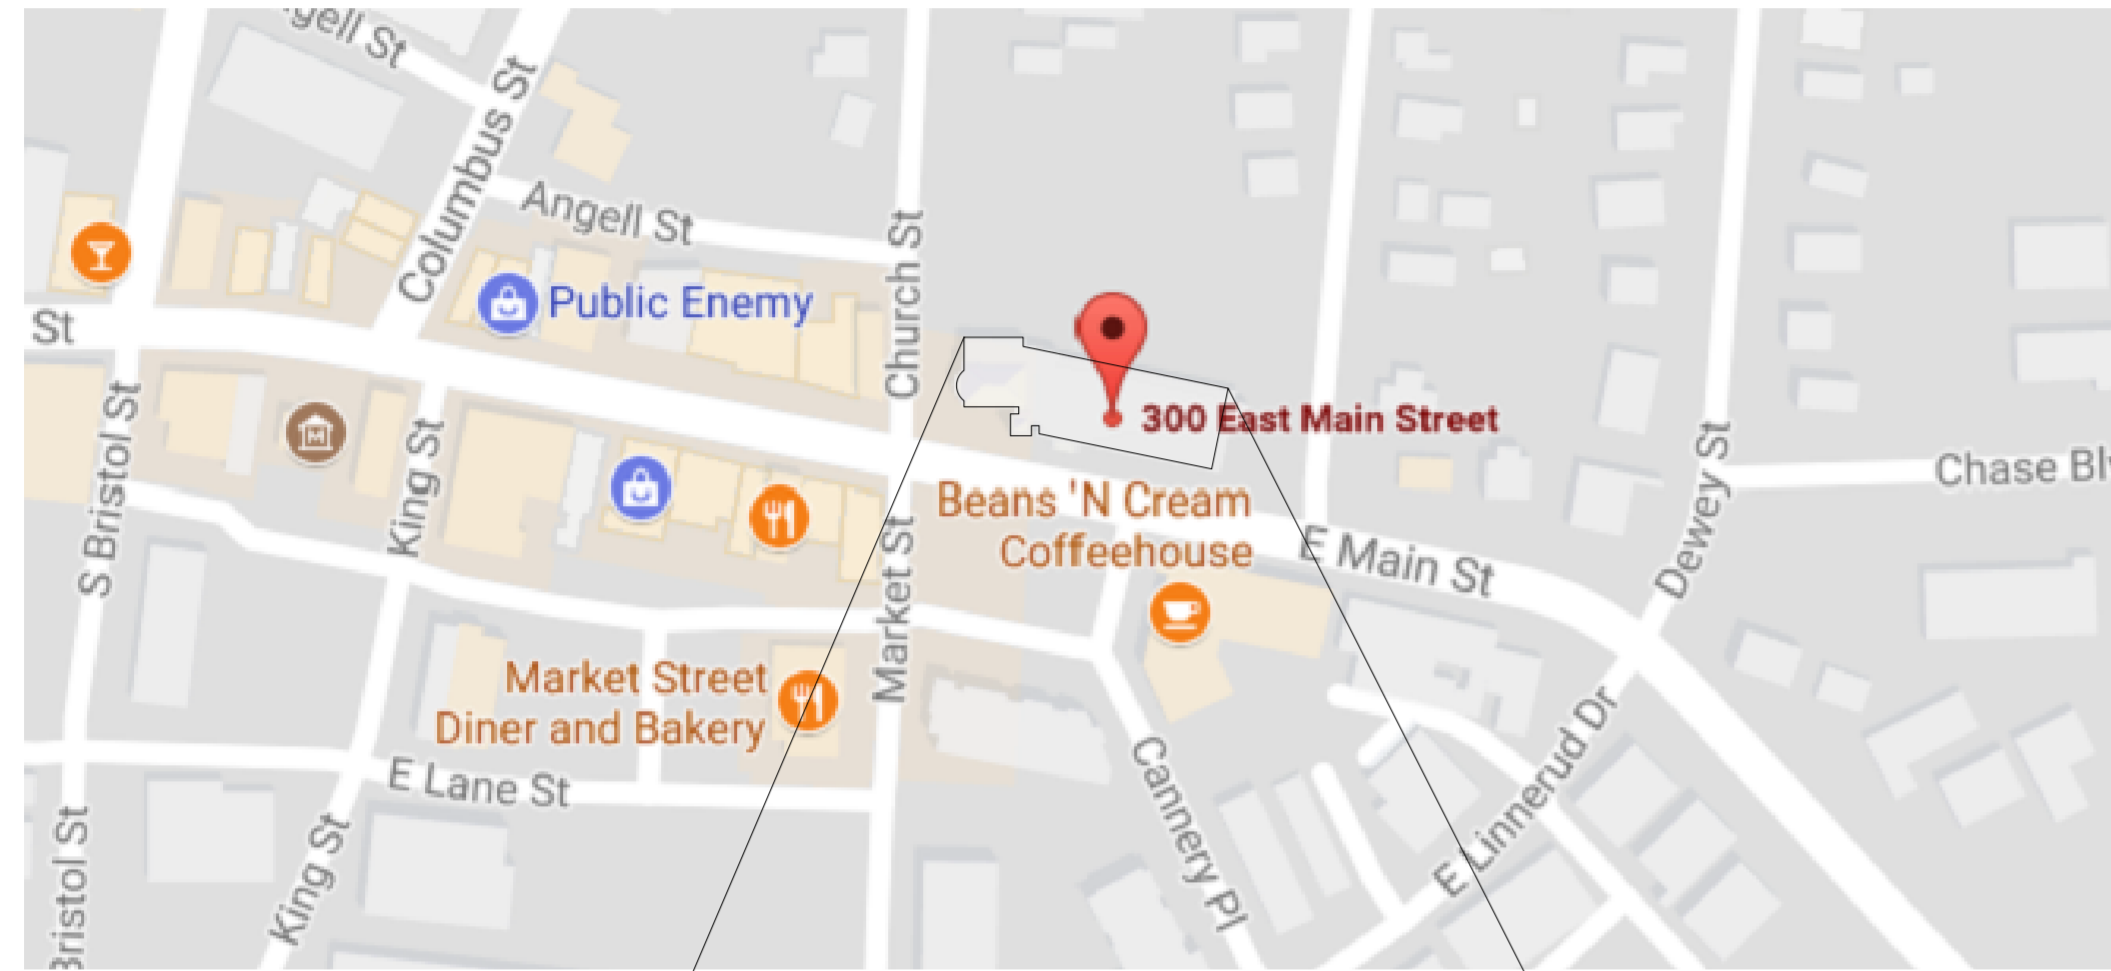 ngell St
Columbus St
Angell St
Church St
Public Enemy
St
300 East Main Street
S Bristol St
King St
Beans 'N Cream
Coffeehouse
E Main St
Dewey St
Chase Bl
Market St
Market Street
Diner and Bakery
E Lane St
Cannery Pl
E Linnerud Dr
King St
Bristol St